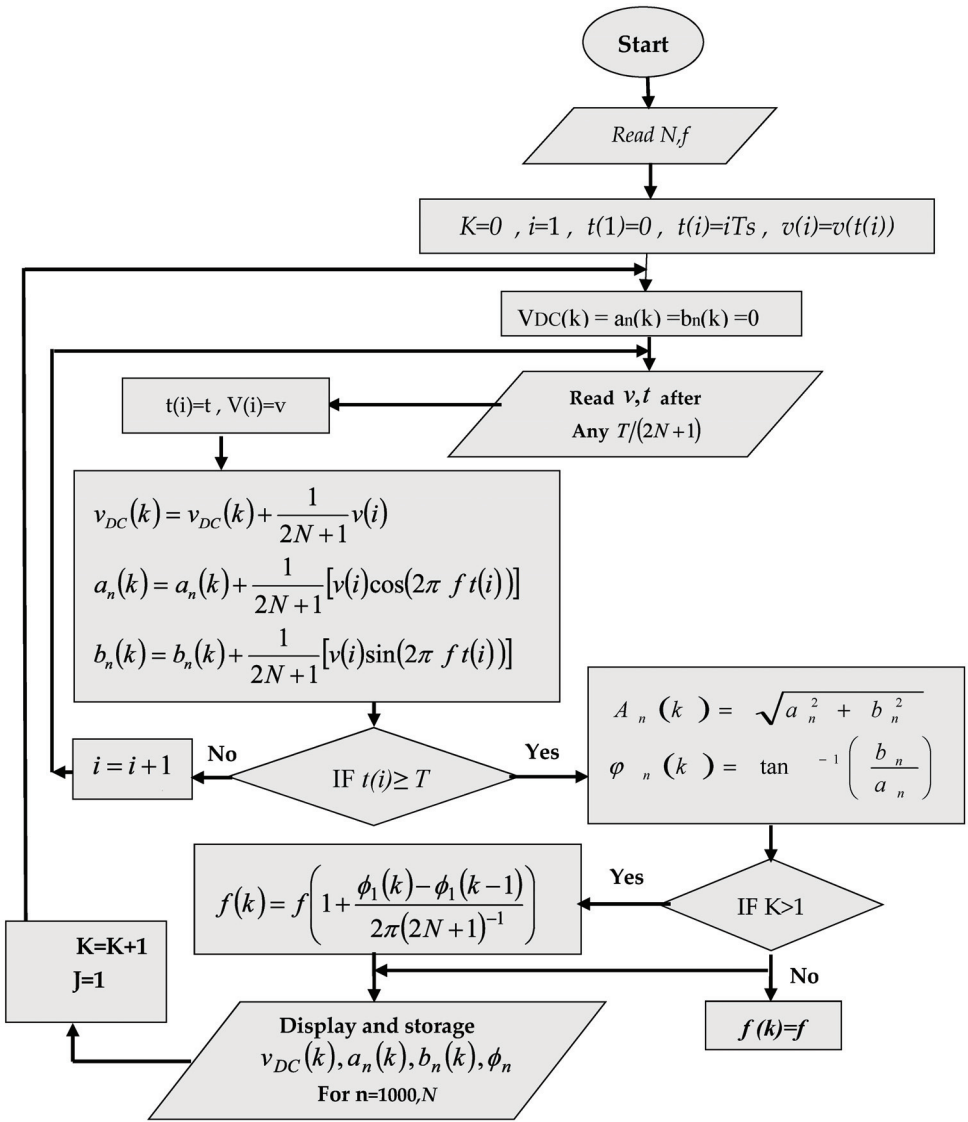 Start
Read N,f
K=0 , i=1 , t(1)=0 , t(i)=iTs , v(i)=v(t(i))
VDC(k) = an(k) =bn(k) =0
Read v,t after
Any T/(2N+1)
t(i)=t , V(i)=v
v_DC(k) = v_DC(k) + 1/(2N+1) v(i)
a_n(k) = a_n(k) + 1/(2N+1) [v(i)cos(2π f t(i))]
b_n(k) = b_n(k) + 1/(2N+1) [v(i)sin(2π f t(i))]
IF t(i)≥ T
No
Yes
i = i+1
A_n (k) = √(a_n^2 + b_n^2)
φ_n (k) = tan^-1 (b_n / a_n)
IF K>1
Yes
No
f(k) = f(1 + (ϕ_1(k) − ϕ_1(k−1)) / (2π(2N+1)^-1))
f(k)=f
Display and storage
v_DC(k), a_n(k), b_n(k), ϕ_n
For n=1000,N
K=K+1
J=1